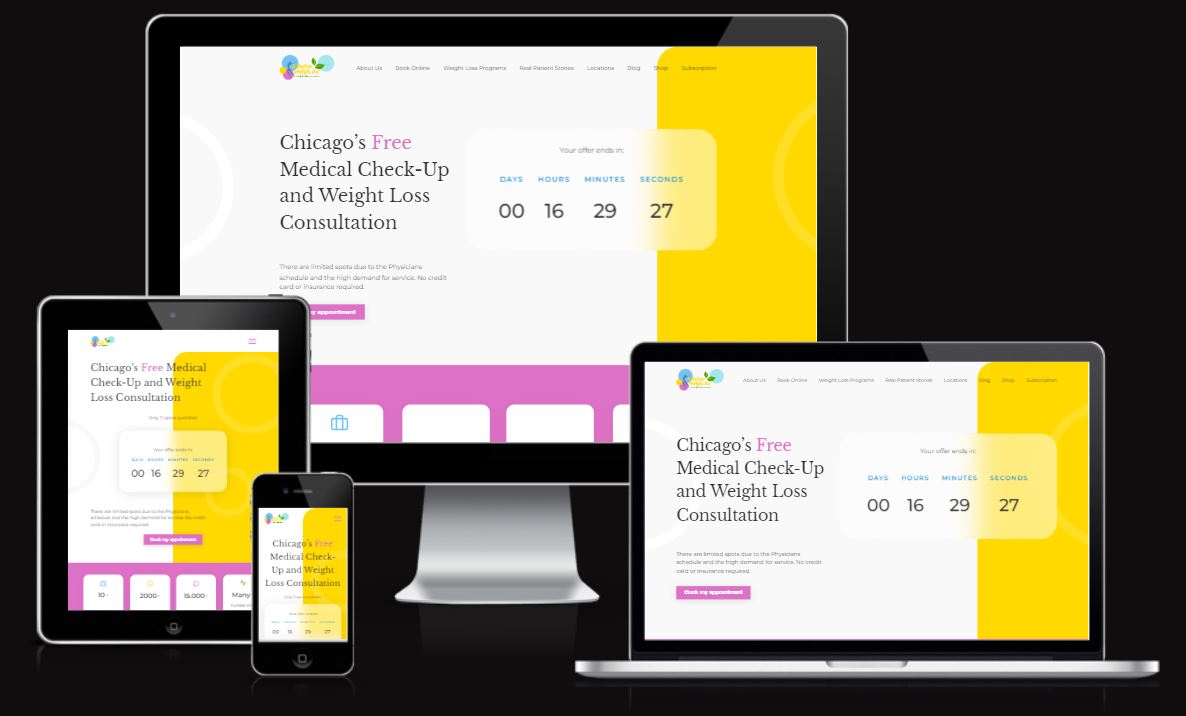 About Us Book Online Weight Loss Programs Real Patient Stories Locations Blog Shop Subscription
Chicago's Free
Medical Check-Up
and Weight Loss
Consultation
Your offer ends in:
DAYS HOURS MINUTES SECONDS
00 16 29 27
There are limited spots due to the Physicians
schedule and the high demand for service. No credit
card or insurance required.
my appointment
Chicago's Free Medical
Check-Up and Weight
Loss Consultation
Your offer ends in:
DAYS HOURS MINUTES SECONDS
00 16 29 27
There are limited spots due to the Physicians
schedule and the high demand for service. No credit
card or insurance required.
Book my appointment
10+
2000+
15.000+
Many
Chicago's Free
Medical Check-
Up and Weight
Loss Consultation
Your offer ends in:
DAYS HOURS MINUTES SECONDS
00 16 29 27
About Us Book Online Weight Loss Programs Real Patient Stories Locations Blog Shop Subscription
Chicago's Free
Medical Check-Up
and Weight Loss
Consultation
Your offer ends in:
DAYS HOURS MINUTES SECONDS
00 16 29 27
There are limited spots due to the Physicians
schedule and the high demand for service. No credit
card or insurance required.
Book my appointment